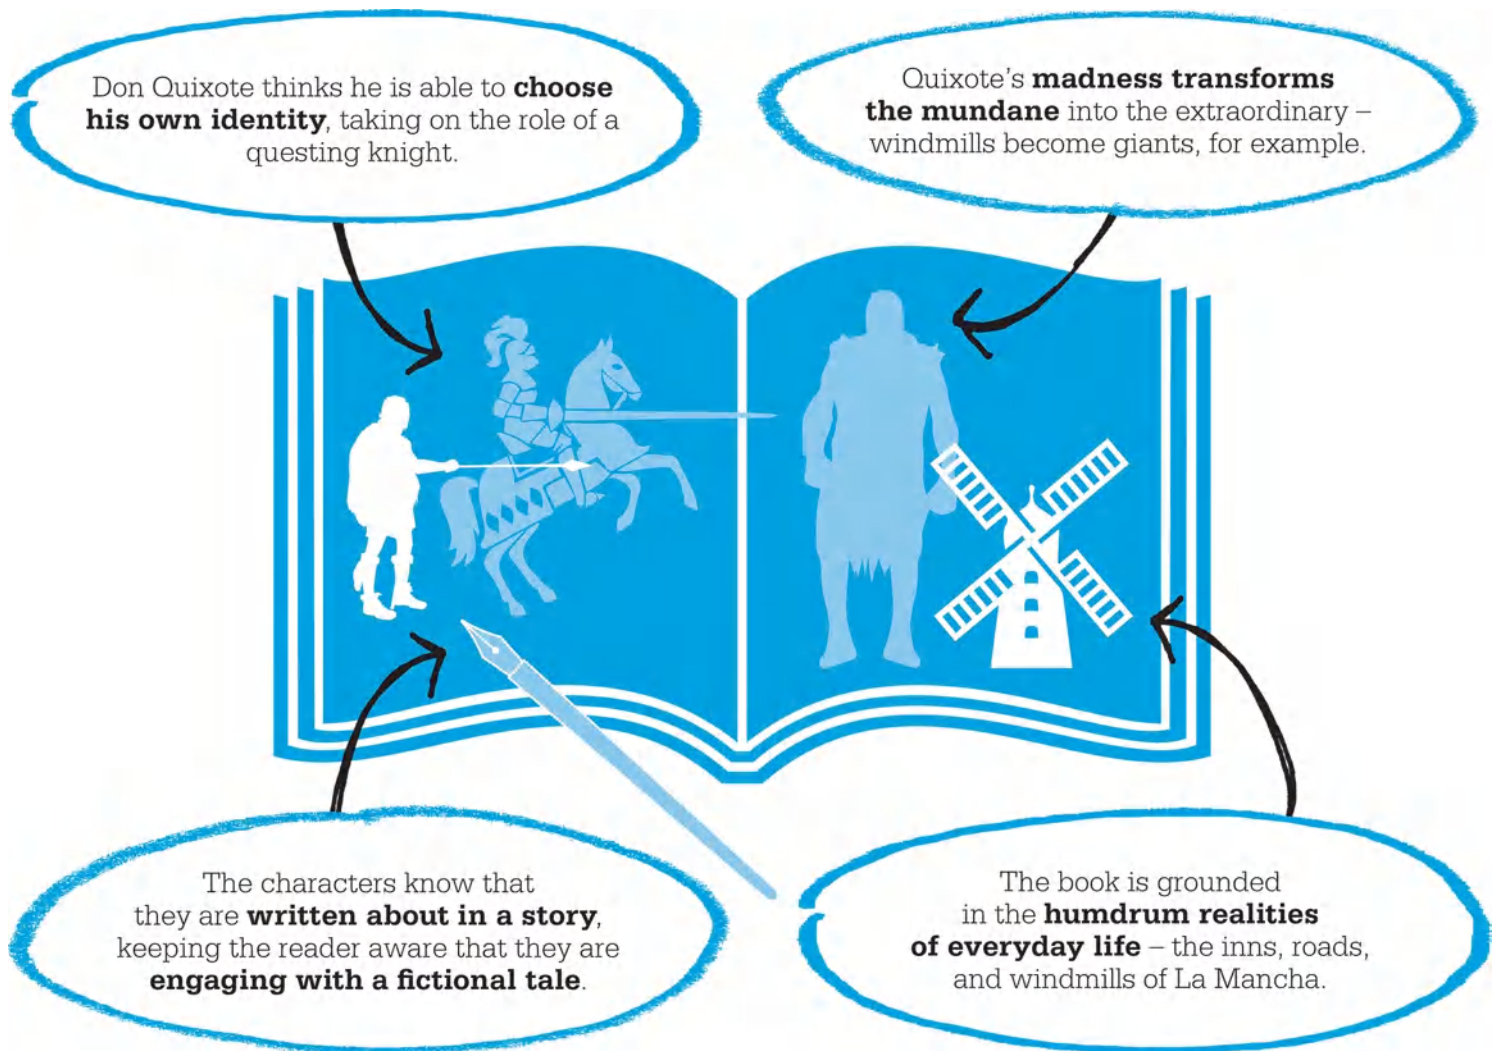 Don Quixote thinks he is able to choose
his own identity, taking on the role of a
questing knight.
Quixote’s madness transforms
the mundane into the extraordinary –
windmills become giants, for example.
The characters know that
they are written about in a story,
keeping the reader aware that they are
engaging with a fictional tale.
The book is grounded
in the humdrum realities
of everyday life – the inns, roads,
and windmills of La Mancha.